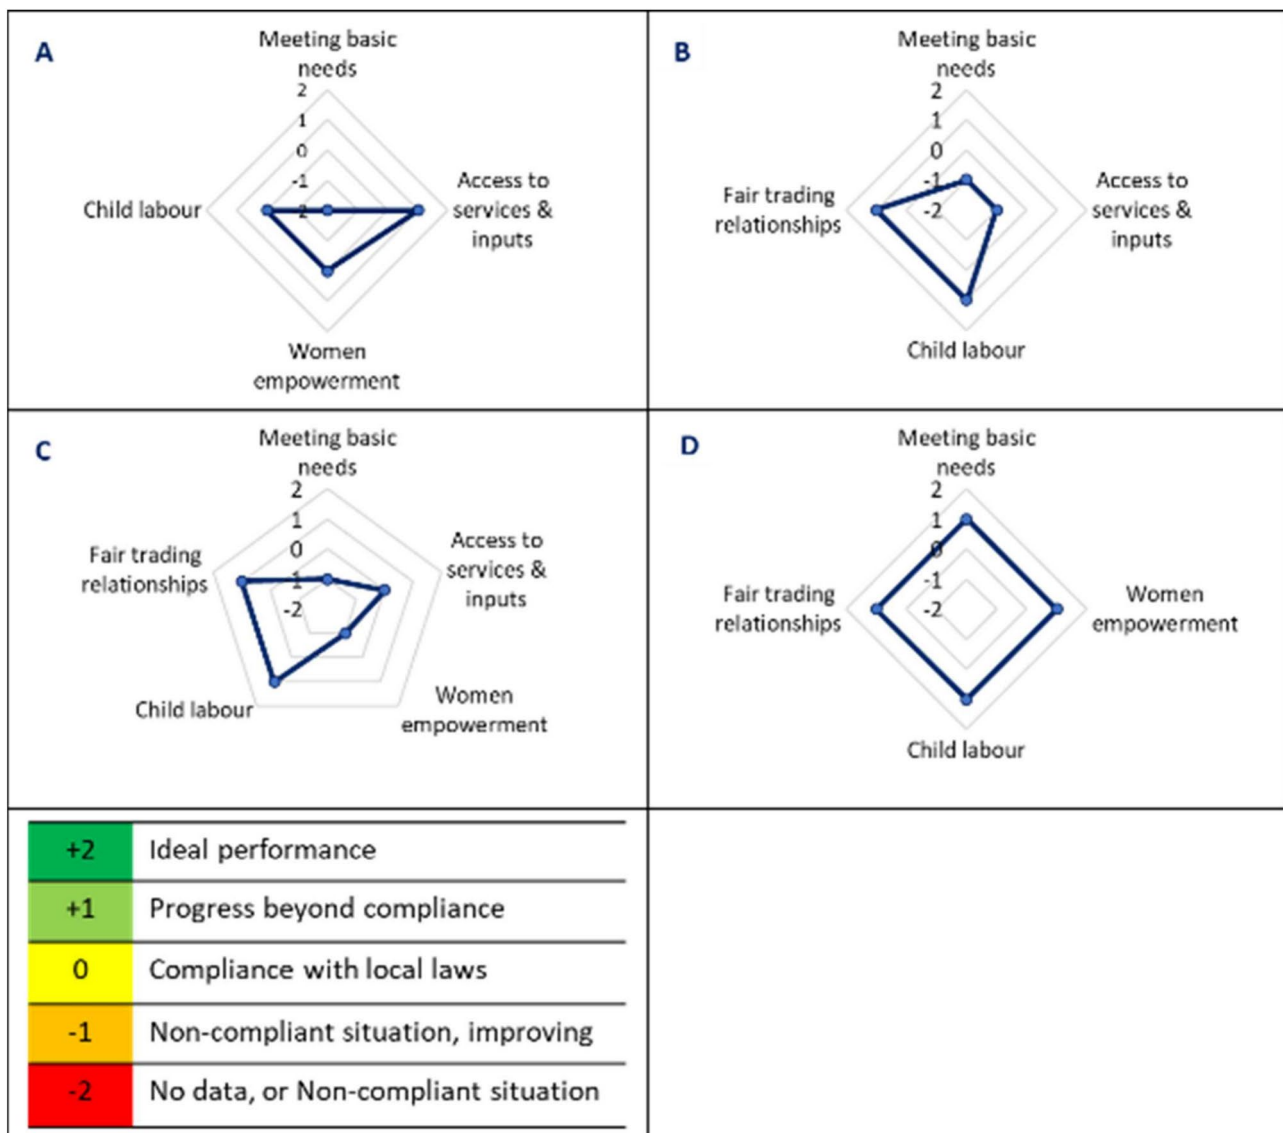 A
Meeting basic
needs
2
1
0
-1
-2
Child labour
Access to
services &
inputs
Women
empowerment
B
Meeting basic
needs
2
1
0
-1
-2
Fair trading
relationships
Access to
services &
inputs
Child labour
C
Meeting basic
needs
2
1
0
-1
-2
Fair trading
relationships
Access to
services &
inputs
Child labour
Women
empowerment
D
Meeting basic
needs
2
1
0
-1
-2
Fair trading
relationships
Women
empowerment
Child labour
+2 Ideal performance
+1 Progress beyond compliance
0 Compliance with local laws
-1 Non-compliant situation, improving
-2 No data, or Non-compliant situation